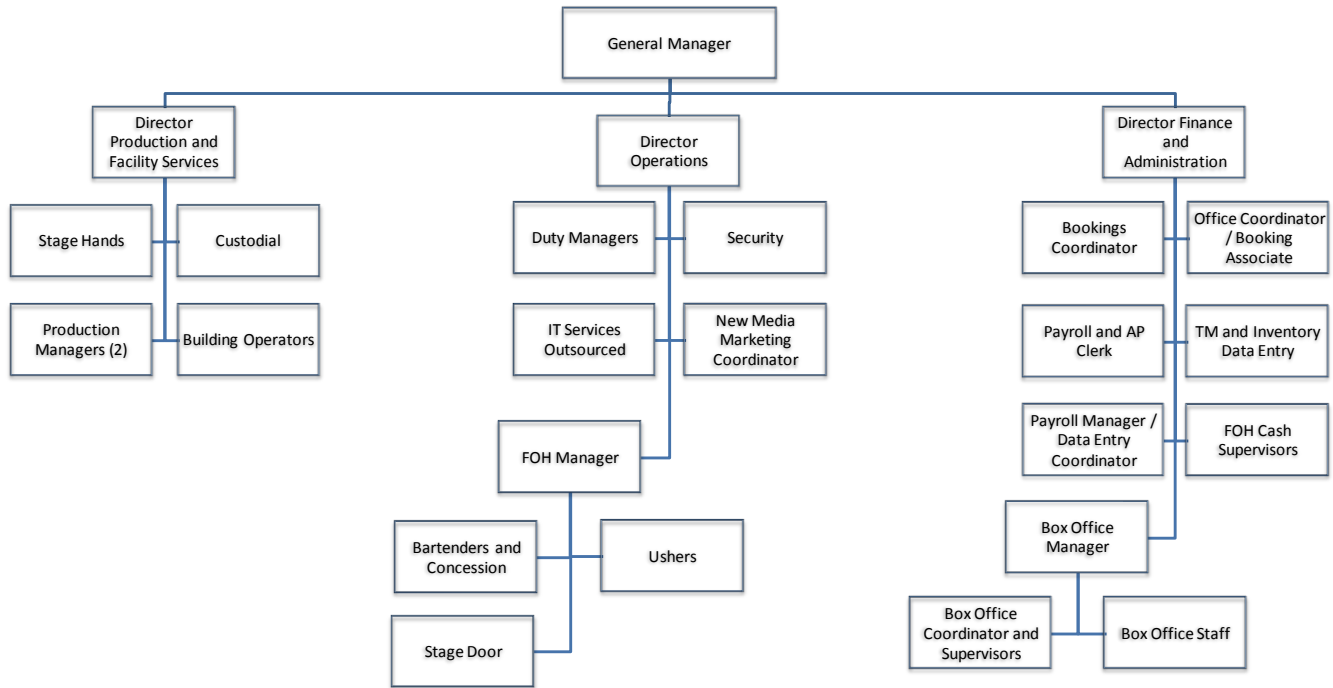 General Manager
Director
Production and
Facility Services
Director
Operations
Director Finance
and
Administration
Stage Hands
Custodial
Duty Managers
Security
Bookings
Coordinator
Office Coordinator
/ Booking
Associate
Production
Managers (2)
Building Operators
IT Services
Outsourced
New Media
Marketing
Coordinator
Payroll and AP
Clerk
TM and Inventory
Data Entry
FOH Manager
Payroll Manager /
Data Entry
Coordinator
FOH Cash
Supervisors
Bartenders and
Concession
Ushers
Box Office
Manager
Stage Door
Box Office
Coordinator and
Supervisors
Box Office Staff